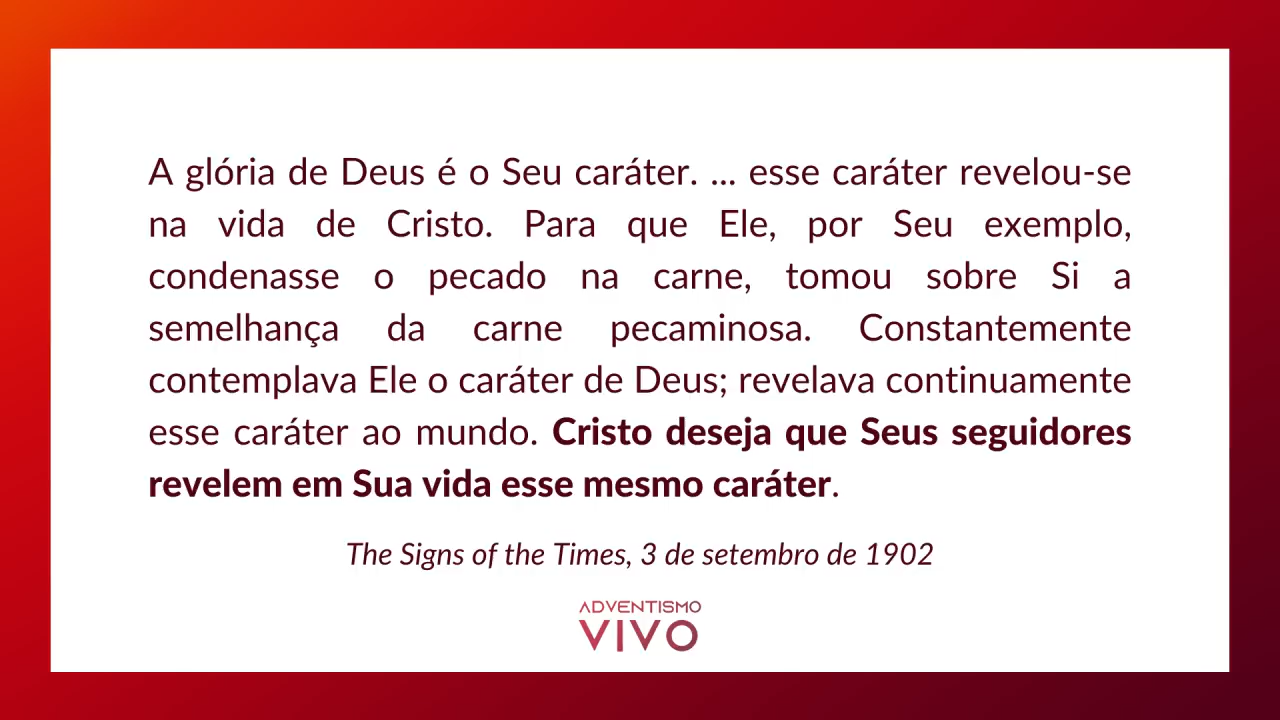 A glória de Deus é o Seu caráter. ... esse caráter revelou-se
na vida de Cristo. Para que Ele, por Seu exemplo,
condenasse o pecado na carne, tomou sobre Si a
semelhança da carne pecaminosa. Constantemente
contemplava Ele o caráter de Deus; revelava continuamente
esse caráter ao mundo. Cristo deseja que Seus seguidores
revelem em Sua vida esse mesmo caráter.
The Signs of the Times, 3 de setembro de 1902
ADVENTISMO
VIVO